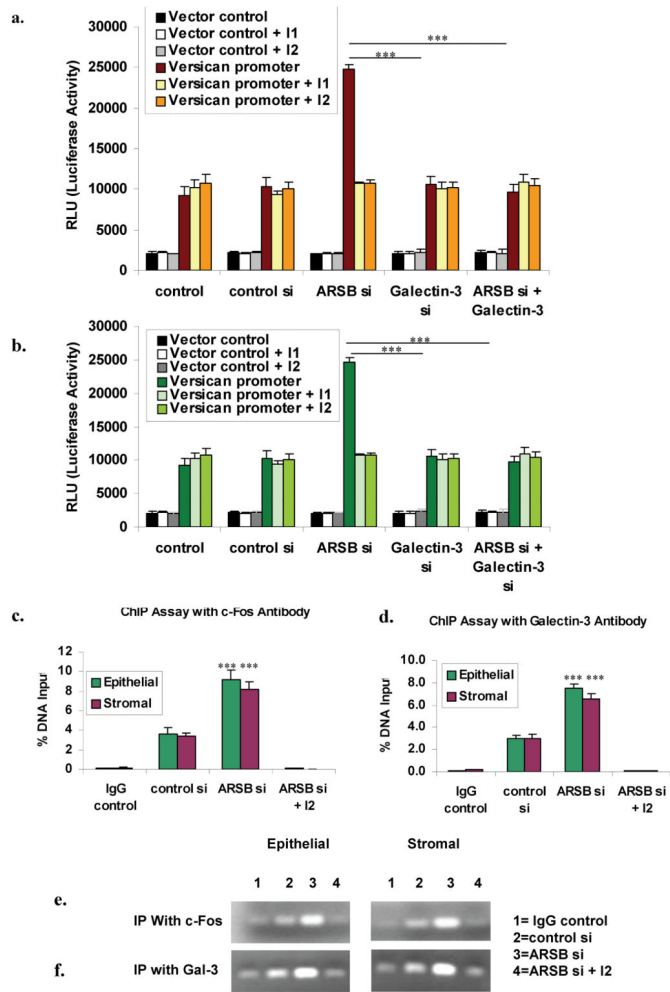 a.
Vector control
Vector control + I1
Vector control + I2
Versican promoter
Versican promoter + I1
Versican promoter + I2
***
***
RLU (Luciferase Activity)
30000
25000
20000
15000
10000
5000
0
control
control si
ARSB si
Galectin-3
si
ARSB si +
Galectin-3
b.
Vector control
Vector control + I1
Vector control + I2
Versican promoter
Versican promoter + I1
Versican promoter + I2
***
***
RLU (Luciferase Activity)
30000
25000
20000
15000
10000
5000
0
control
control si
ARSB si
Galectin-3
si
ARSB si +
Galectin-3
si
c.
ChIP Assay with c-Fos Antibody
Epithelial
Stromal
*** ***
% DNA Input
12
10
8
6
4
2
0
IgG
control
control si
ARSB si
ARSB si
+ I2
d.
ChIP Assay with Galectin-3 Antibody
Epithelial
Stromal
*** ***
% DNA Input
8.0
6.0
4.0
2.0
0.0
IgG
control
control
si
ARSB si
ARSB si
+ I2
Epithelial
Stromal
1 2 3 4
1 2 3 4
e.
IP With c-Fos
f.
IP with Gal-3
1= IgG control
2=control si
3=ARSB si
4=ARSB si + I2